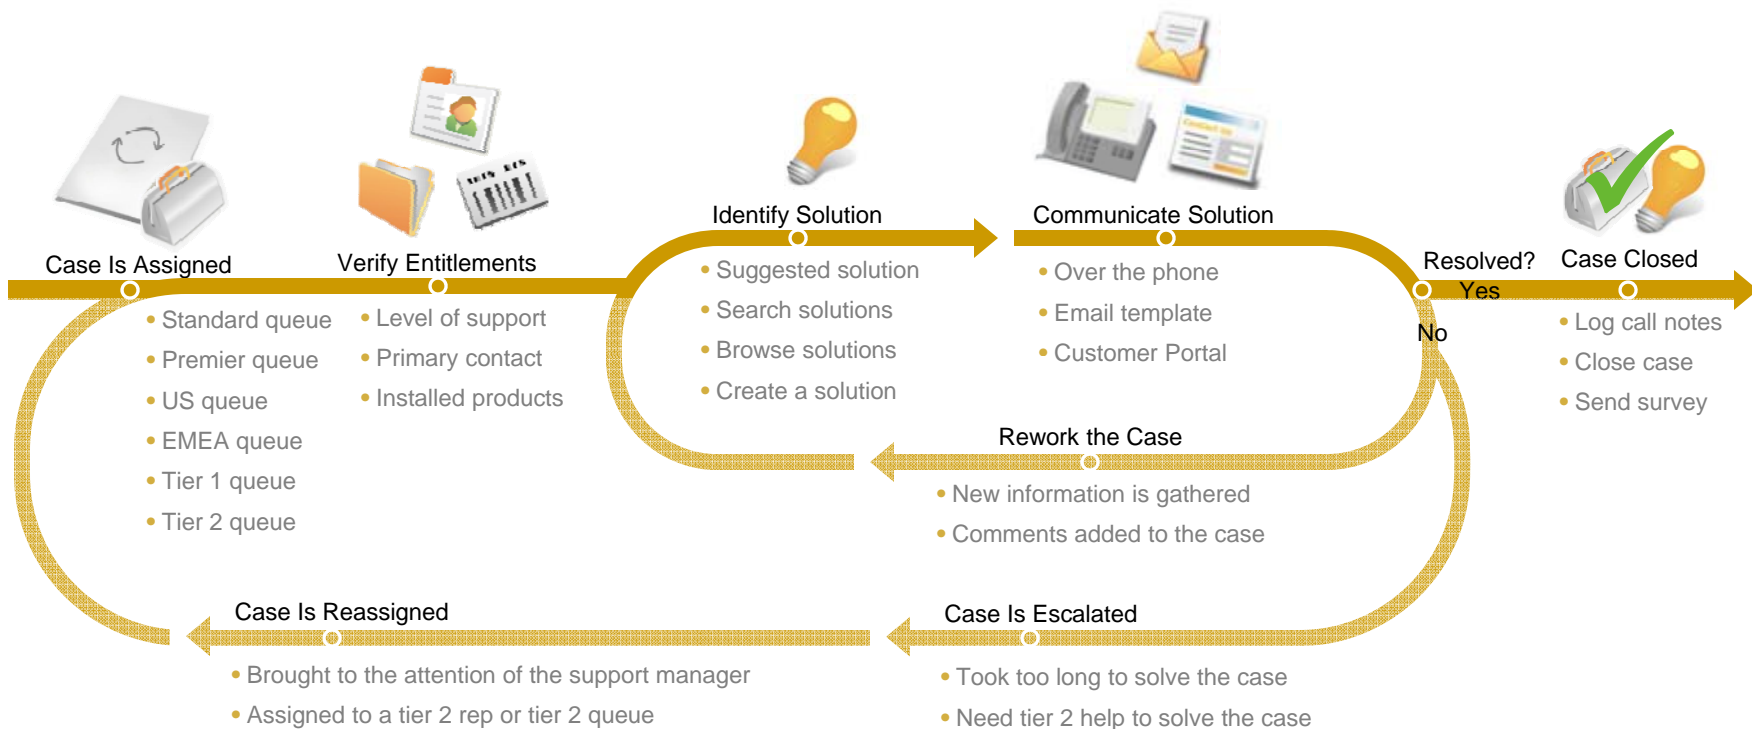 Case Is Assigned
• Standard queue
• Premier queue
• US queue
• EMEA queue
• Tier 1 queue
• Tier 2 queue
Verify Entitlements
• Level of support
• Primary contact
• Installed products
Identify Solution
• Suggested solution
• Search solutions
• Browse solutions
• Create a solution
Contact Us
Communicate Solution
• Over the phone
• Email template
• Customer Portal
Resolved?
Yes
No
Case Closed
• Log call notes
• Close case
• Send survey
Rework the Case
• New information is gathered
• Comments added to the case
Case Is Escalated
• Took too long to solve the case
• Need tier 2 help to solve the case
Case Is Reassigned
• Brought to the attention of the support manager
• Assigned to a tier 2 rep or tier 2 queue